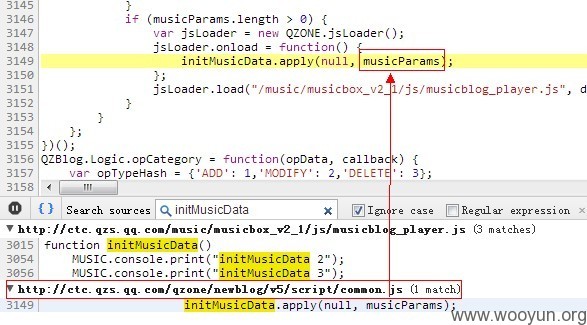 3145 }
3146 if (musicParams.length > 0) {
3147 var jsLoader = new QZONE.jsLoader();
3148 jsLoader.onload = function() {
3149 initMusicData.apply(null, musicParams);
3150 };
3151 jsLoader.load("/music/musicbox_v2_1/js/musicblog_player.js", d
3152 }
3153 }
3154 };
3155 })();
3156 QZBlog.Logic.opCategory = function(opData, callback) {
3157 var opTypeHash = {'ADD': 1,'MODIFY': 2,'DELETE': 3};
3158
{} Search sources initMusicData Ignore case Regular expression
▼ http://ctc.qzs.qq.com/music/musicbox_v2_1/js/musicblog_player.js (3 matches)
3015 function initMusicData()
3054 MUSIC.console.print("initMusicData 2");
3056 MUSIC.console.print("initMusicData 3");
▼ http://ctc.qzs.qq.com/qzone/newblog/v5/script/common.js (1 match)
3149 initMusicData.apply(null, musicParams);
www.wooyun.org